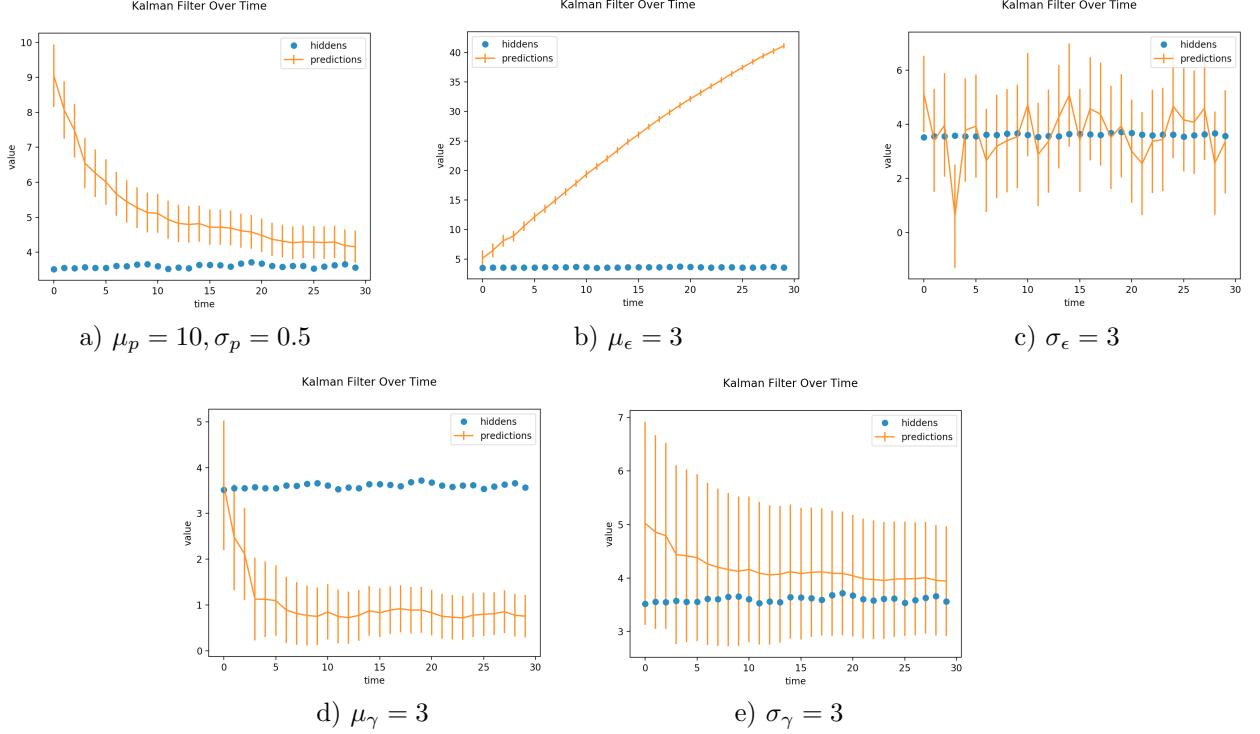 Kalman Filter Over Time
hiddens
predictions
value
10
9
8
7
6
5
4
0 5 10 15 20 25 30
time
a) μ_p = 10, σ_p = 0.5
Kalman Filter Over Time
hiddens
predictions
value
40
35
30
25
20
15
10
5
0 5 10 15 20 25 30
time
b) μ_ϵ = 3
Kalman Filter Over Time
hiddens
predictions
value
6
4
2
0
0 5 10 15 20 25 30
time
c) σ_ϵ = 3
Kalman Filter Over Time
hiddens
predictions
value
5
4
3
2
1
0
0 5 10 15 20 25 30
time
d) μ_γ = 3
Kalman Filter Over Time
hiddens
predictions
value
7
6
5
4
3
0 5 10 15 20 25 30
time
e) σ_γ = 3